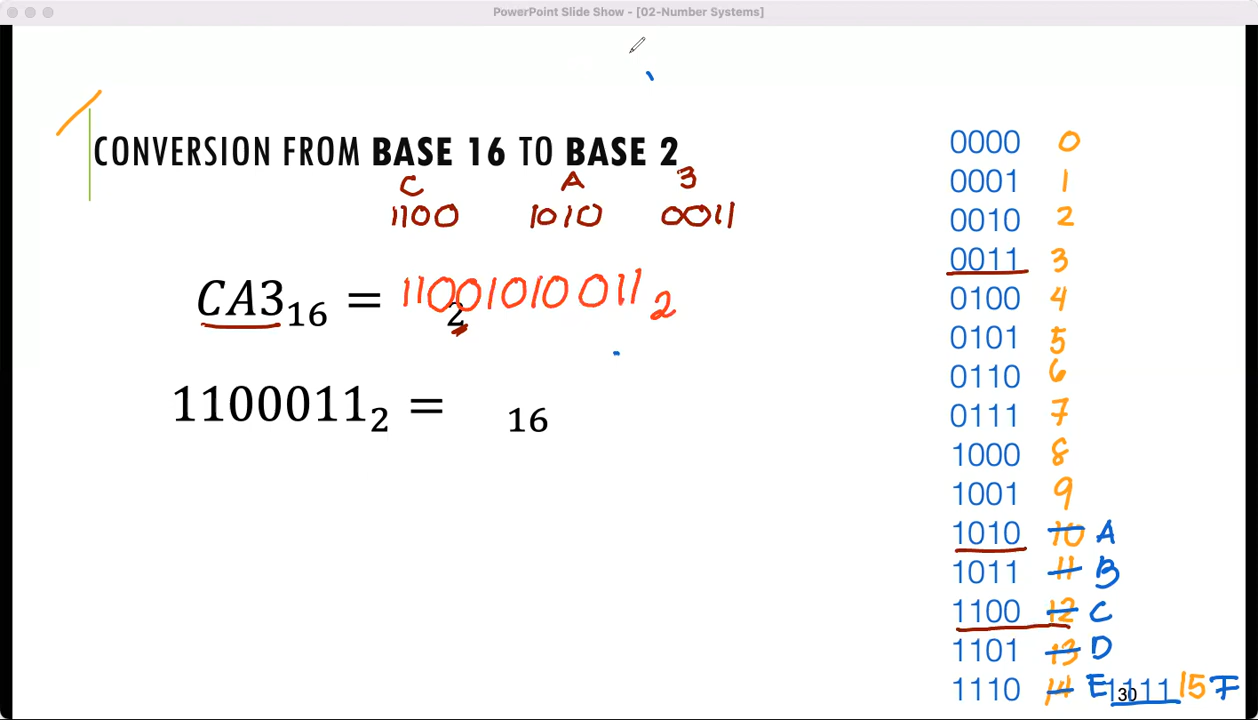 PowerPoint Slide Show - [02-Number Systems]
CONVERSION FROM BASE 16 TO BASE 2
C A 3
1100 1010 0011
CA3₁₆ = 110010100011₂
2
1100011₂ = ₁₆
0000 0
0001 1
0010 2
0011 3
0100 4
0101 5
0110 6
0111 7
1000 8
1001 9
1010 10 A
1011 11 B
1100 12 C
1101 13 D
1110 14 E 1111 15 F
30